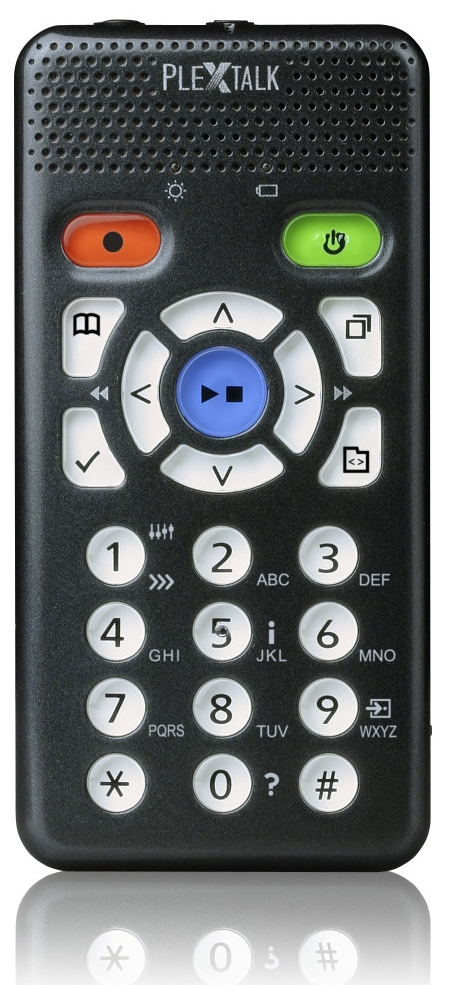 PLEXTALK
1
2 ABC
3 DEF
4 GHI
5 i JKL
6 MNO
7 PQRS
8 TUV
9 WXYZ
*
0 ?
#